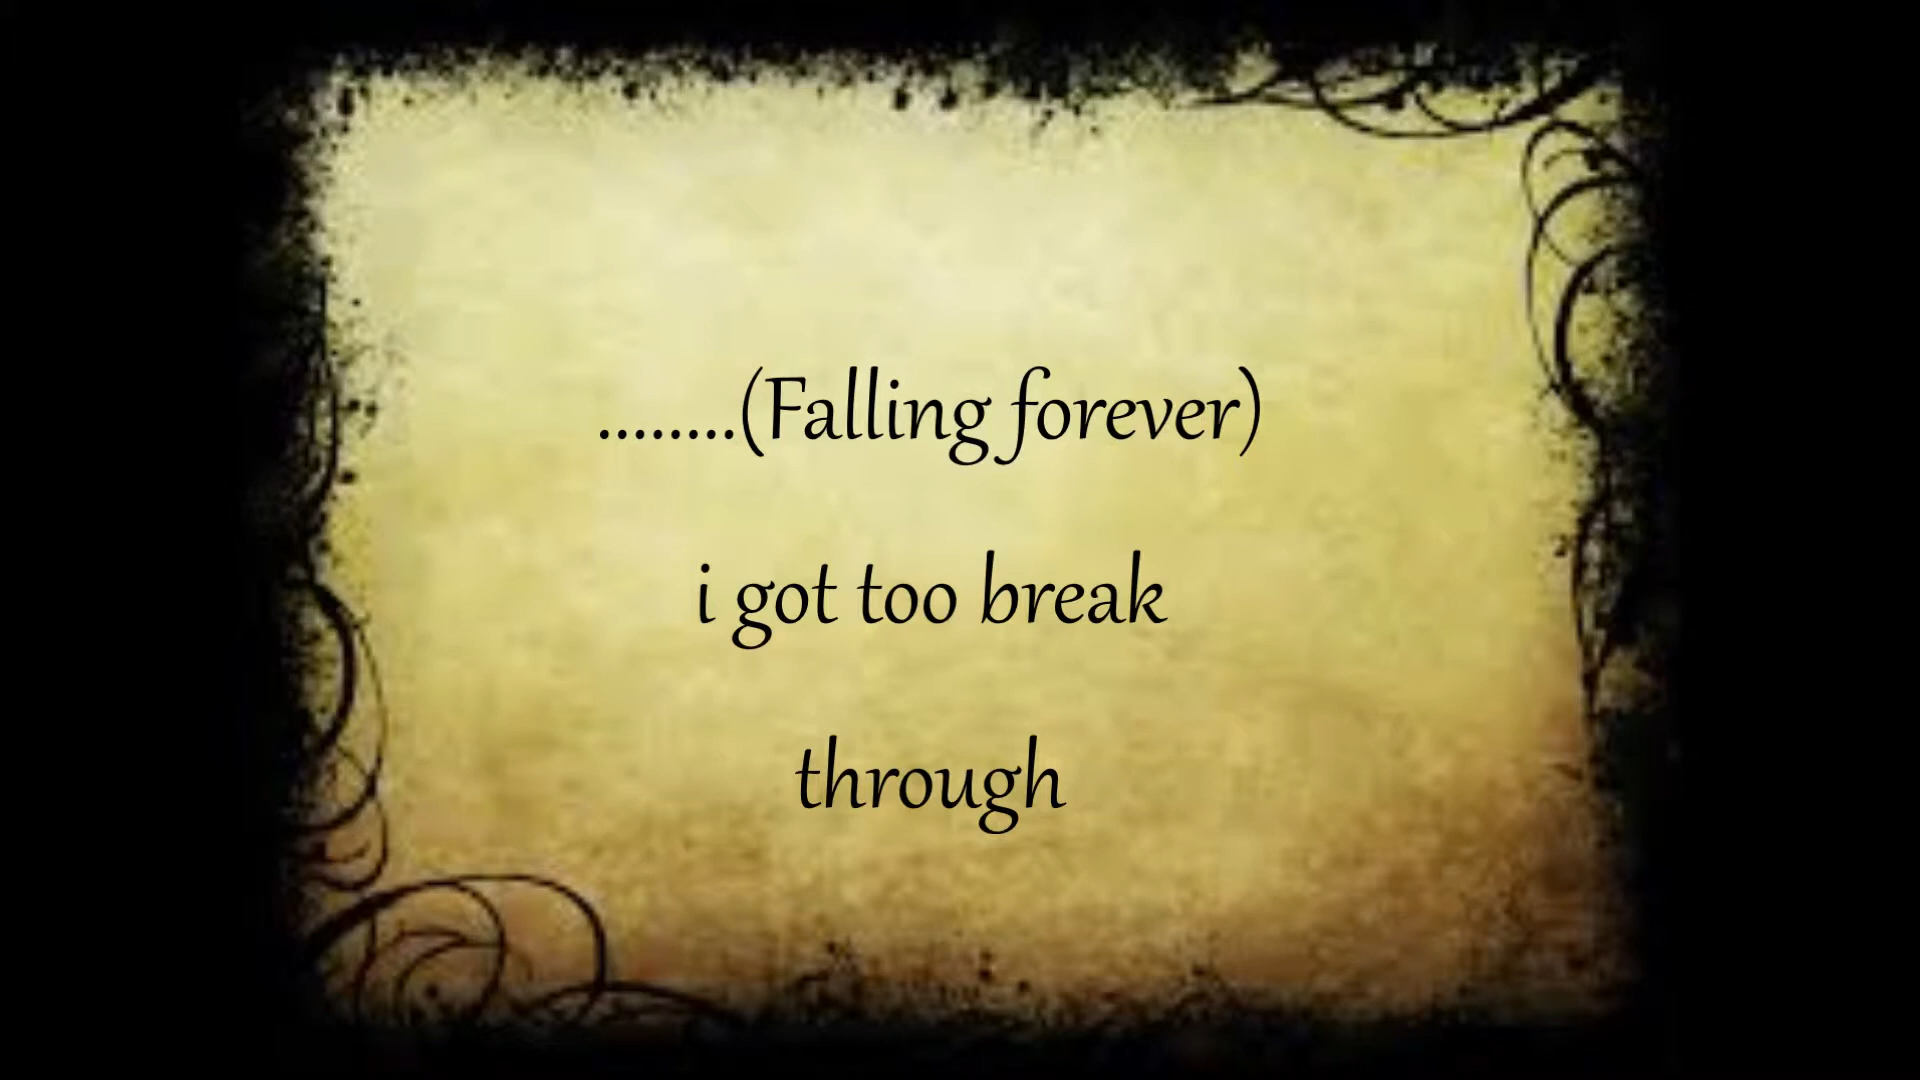 ........(Falling forever)
i got too break
through